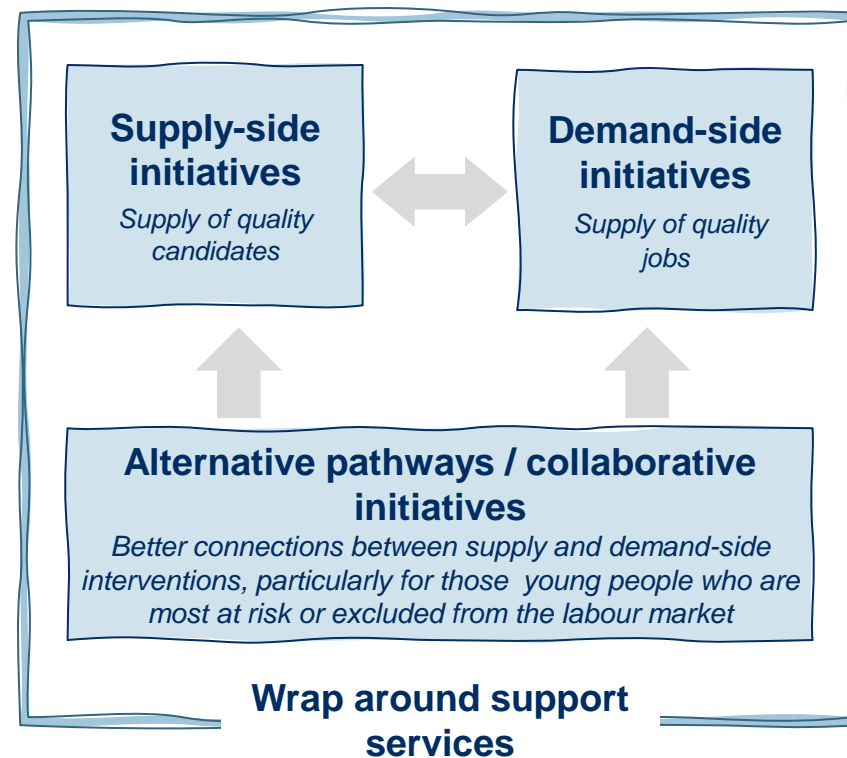 Supply-side
initiatives
Supply of quality
candidates
Demand-side
initiatives
Supply of quality
jobs
Alternative pathways / collaborative
initiatives
Better connections between supply and demand-side
interventions, particularly for those  young people who are
most at risk or excluded from the labour market
Wrap around support
services